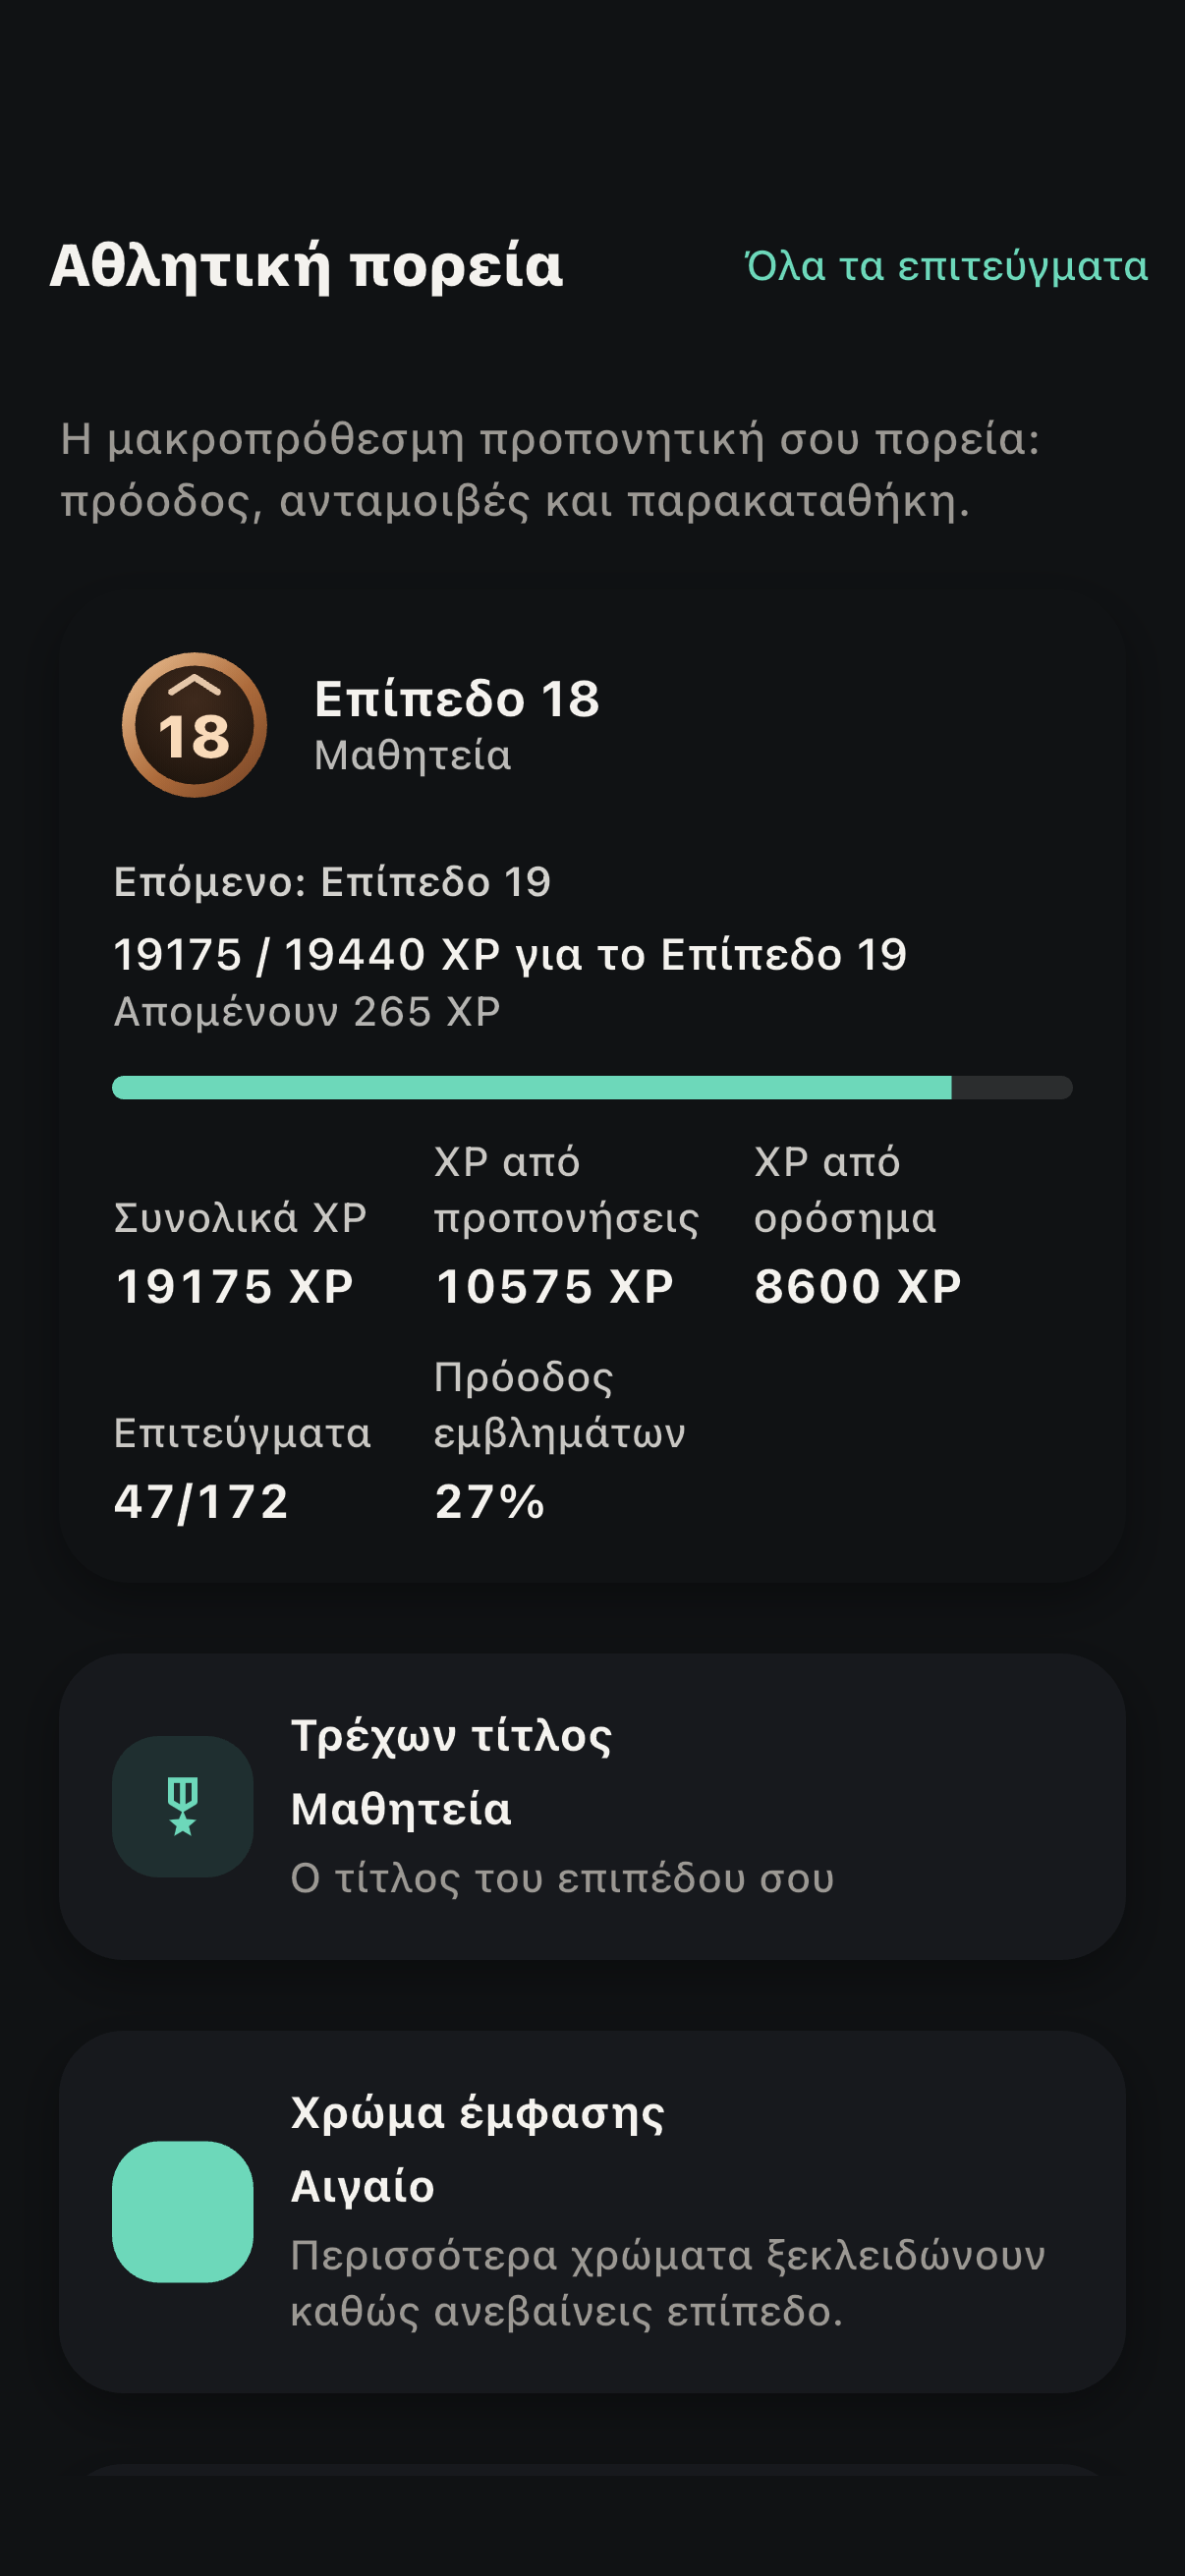 Αθλητική πορεία
Όλα τα επιτεύγματα
Η μακροπρόθεσμη προπονητική σου πορεία:
πρόοδος, ανταμοιβές και παρακαταθήκη.
18
Επίπεδο 18
Μαθητεία
Επόμενο: Επίπεδο 19
19175 / 19440 XP για το Επίπεδο 19
Απομένουν 265 XP
Συνολικά XP
19175 XP
XP από
προπονήσεις
10575 XP
XP από
ορόσημα
8600 XP
Επιτεύγματα
47/172
Πρόοδος
εμβλημάτων
27%
Τρέχων τίτλος
Μαθητεία
Ο τίτλος του επιπέδου σου
Χρώμα έμφασης
Αιγαίο
Περισσότερα χρώματα ξεκλειδώνουν
καθώς ανεβαίνεις επίπεδο.